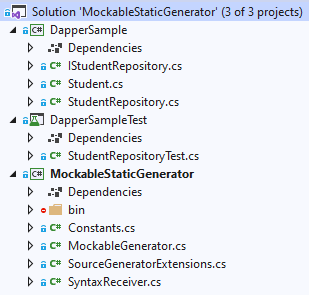 Solution 'MockableStaticGenerator' (3 of 3 projects)
C# DapperSample
Dependencies
C# IStudentRepository.cs
C# Student.cs
C# StudentRepository.cs
DapperSampleTest
Dependencies
C# StudentRepositoryTest.cs
C# MockableStaticGenerator
Dependencies
bin
C# Constants.cs
C# MockableGenerator.cs
C# SourceGeneratorExtensions.cs
C# SyntaxReceiver.cs